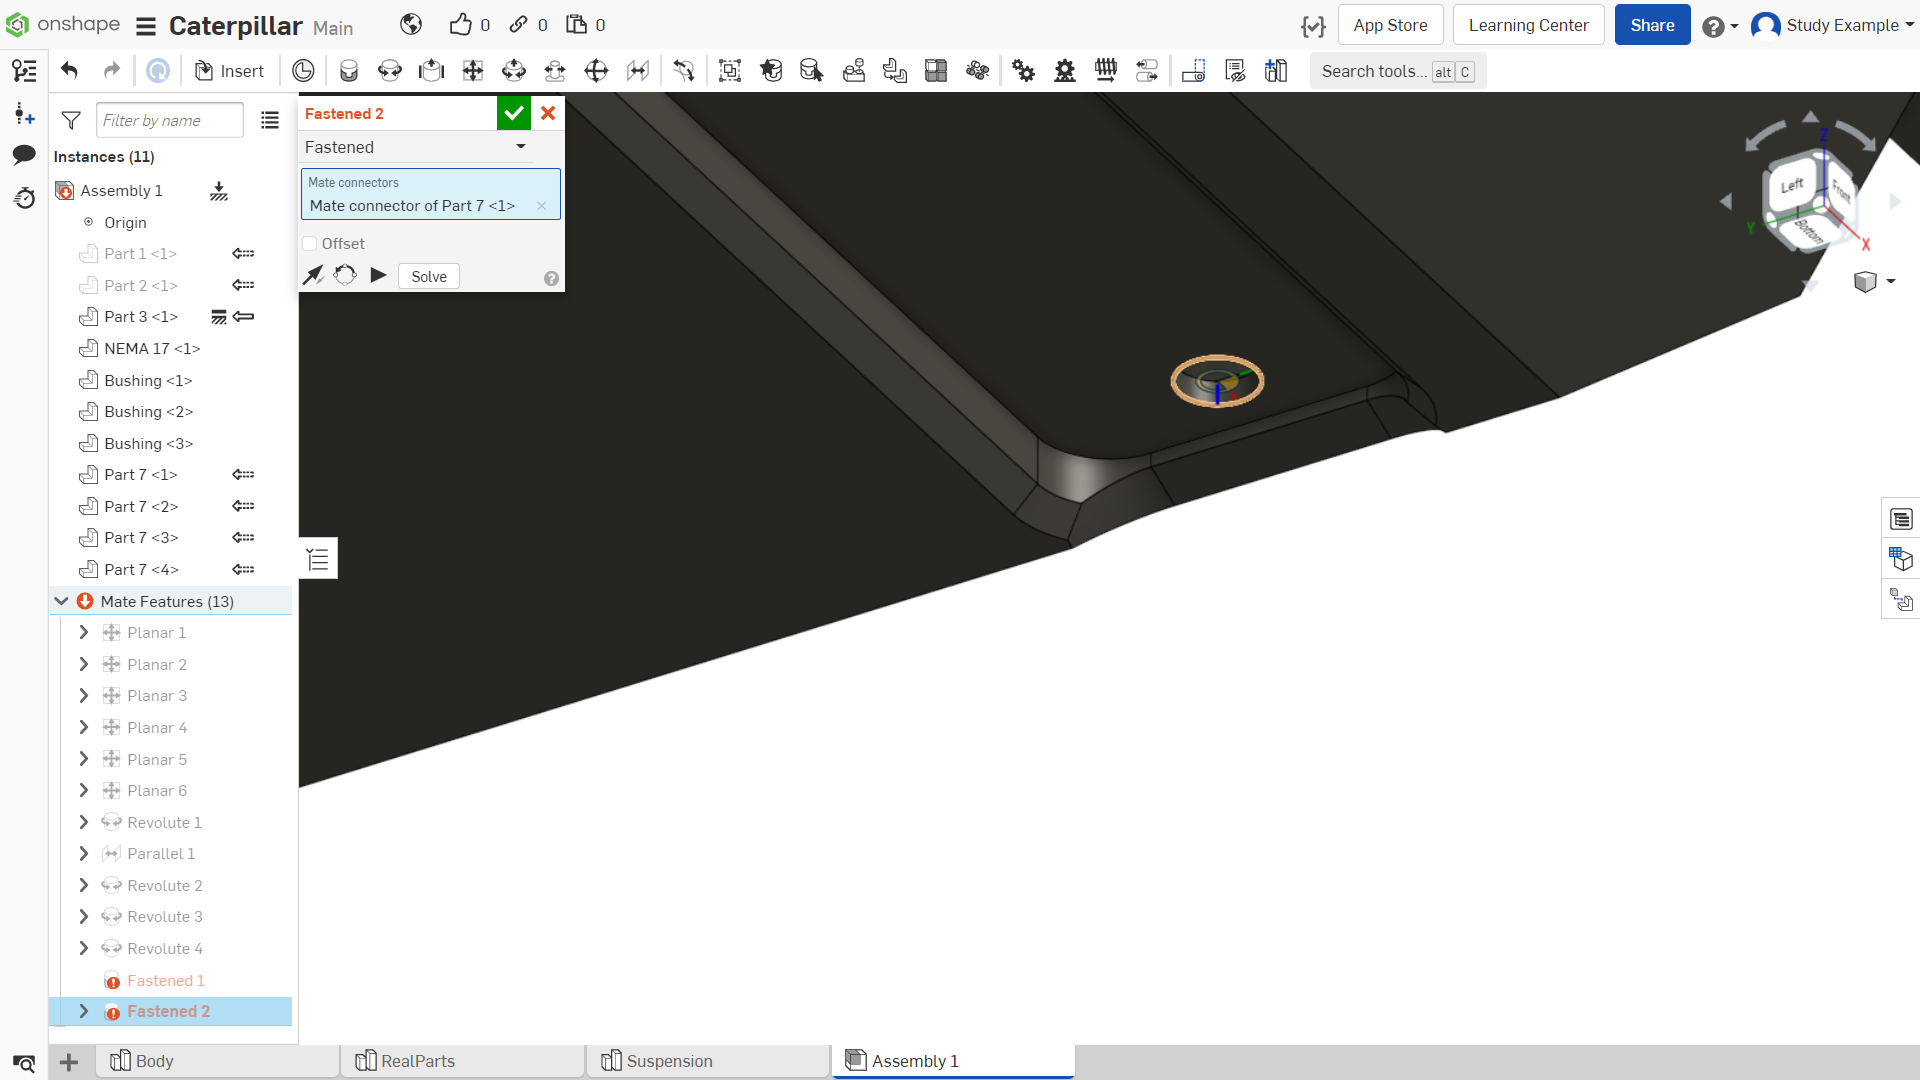 onshape Caterpillar Main 0 0 0 App Store Learning Center Share Study Example
Insert Search tools... alt C
Filter by name
Instances (11)
Assembly 1
Origin
Part 1 <1>
Part 2 <1>
Part 3 <1>
NEMA 17 <1>
Bushing <1>
Bushing <2>
Bushing <3>
Part 7 <1>
Part 7 <2>
Part 7 <3>
Part 7 <4>
Mate Features (13)
Planar 1
Planar 2
Planar 3
Planar 4
Planar 5
Planar 6
Revolute 1
Parallel 1
Revolute 2
Revolute 3
Revolute 4
Fastened 1
Fastened 2
Fastened 2
Fastened
Mate connectors
Mate connector of Part 7 <1>
Offset
Solve
Z
Left
Front
Bottom
Y
X
Body RealParts Suspension Assembly 1